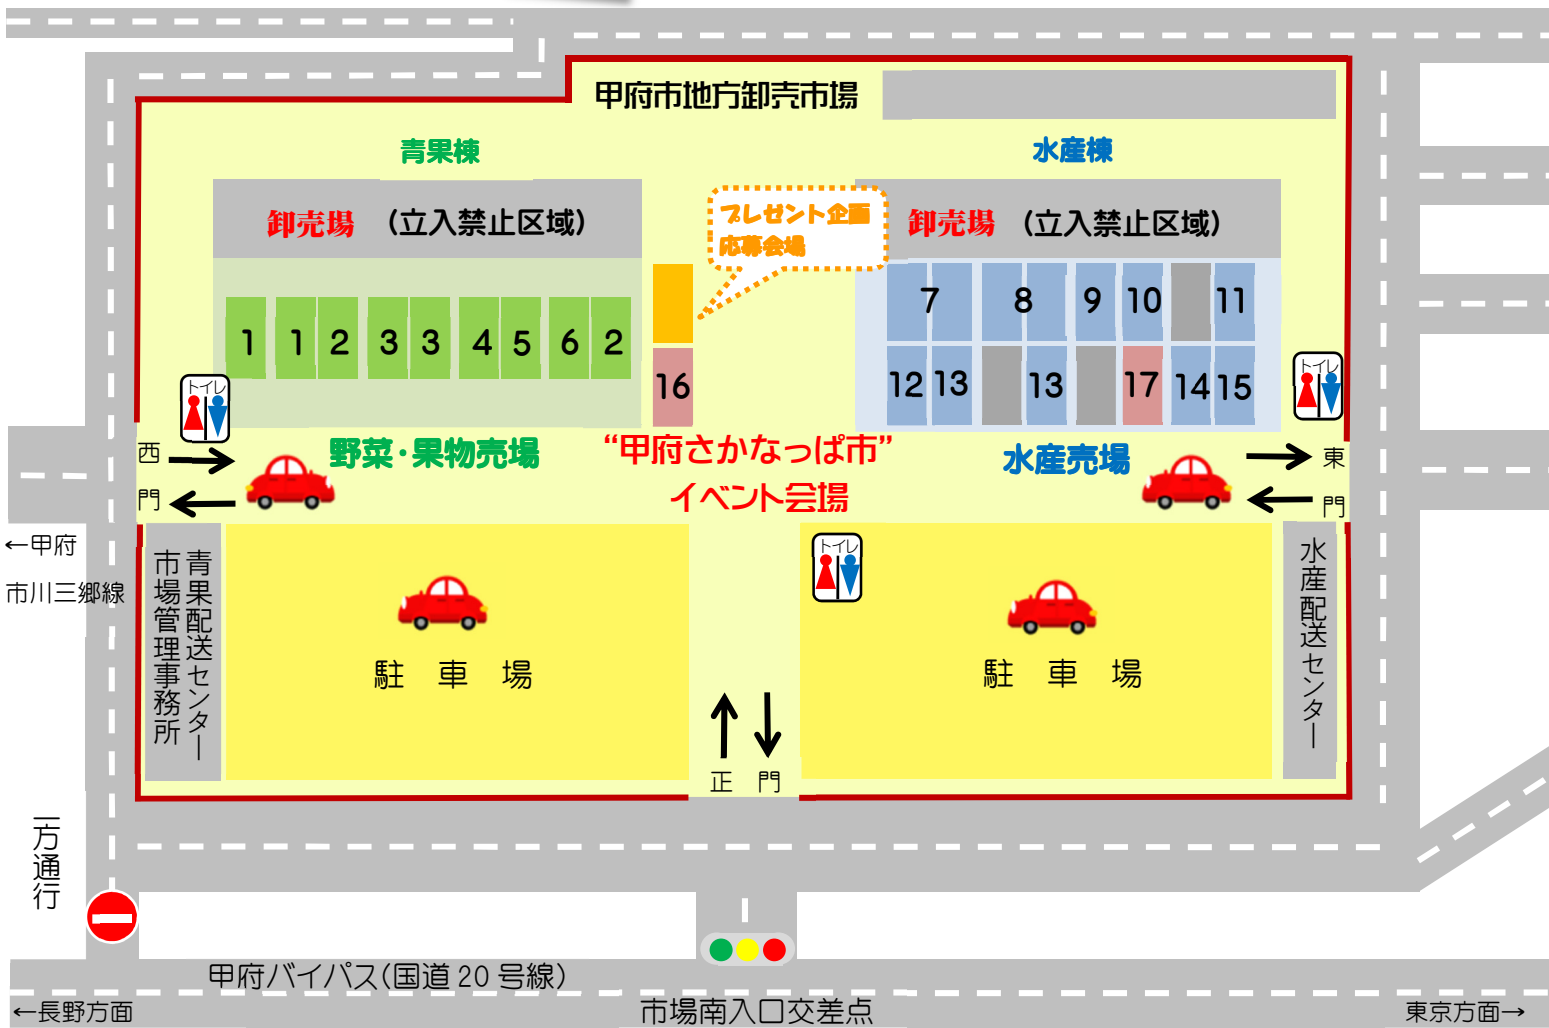 甲府市地方卸売市場
青果棟
水産棟
卸売場 (立入禁止区域)
プレゼント企画
応募会場
卸売場 (立入禁止区域)
1 1 2 3 3 4 5 6 2
16
7 8 9 10 11
12 13 13 17 14 15
トイレ
トイレ
野菜・果物売場
“甲府さかなっぱ市”
イベント会場
水産売場
西
門
東
門
←甲府
市川三郷線
青果配送センター
市場管理事務所
駐 車 場
トイレ
駐 車 場
水産配送センター
正 門
一方通行
甲府バイパス(国道20号線)
←長野方面
市場南入口交差点
東京方面→